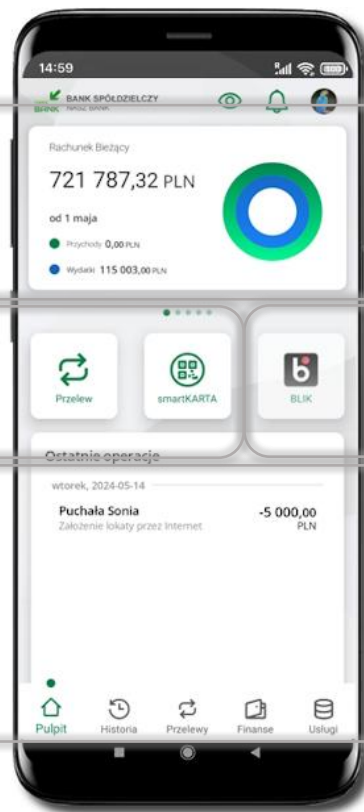 14:59
BANK SPÓŁDZIELCZY
NASZ BANK
Rachunek Bieżący
721 787,32 PLN
od 1 maja
Przychody 0,00 PLN
Wydatki 115 003,00 PLN
Przelew
smartKARTA
BLIK
Ostatnie operacje
wtorek, 2024-05-14
Puchała Sonia
-5 000,00
Założenie lokaty przez Internet
PLN
Pulpit
Historia
Przelewy
Finanse
Usługi